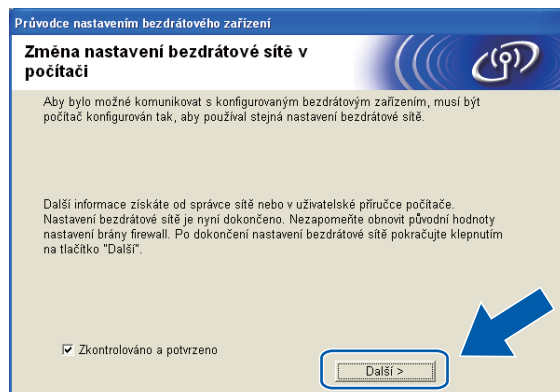 Průvodce nastavením bezdrátového zařízení
Změna nastavení bezdrátové sítě v
počítači
Aby bylo možné komunikovat s konfigurovaným bezdrátovým zařízením, musí být
počítač konfigurován tak, aby používal stejná nastavení bezdrátové sítě.
Další informace získáte od správce sítě nebo v uživatelské příručce počítače.
Nastavení bezdrátové sítě je nyní dokončeno. Nezapomeňte obnovit původní hodnoty
nastavení brány firewall. Po dokončení nastavení bezdrátové sítě pokračujte klepnutím
na tlačítko "Další".
Zkontrolováno a potvrzeno
Další >